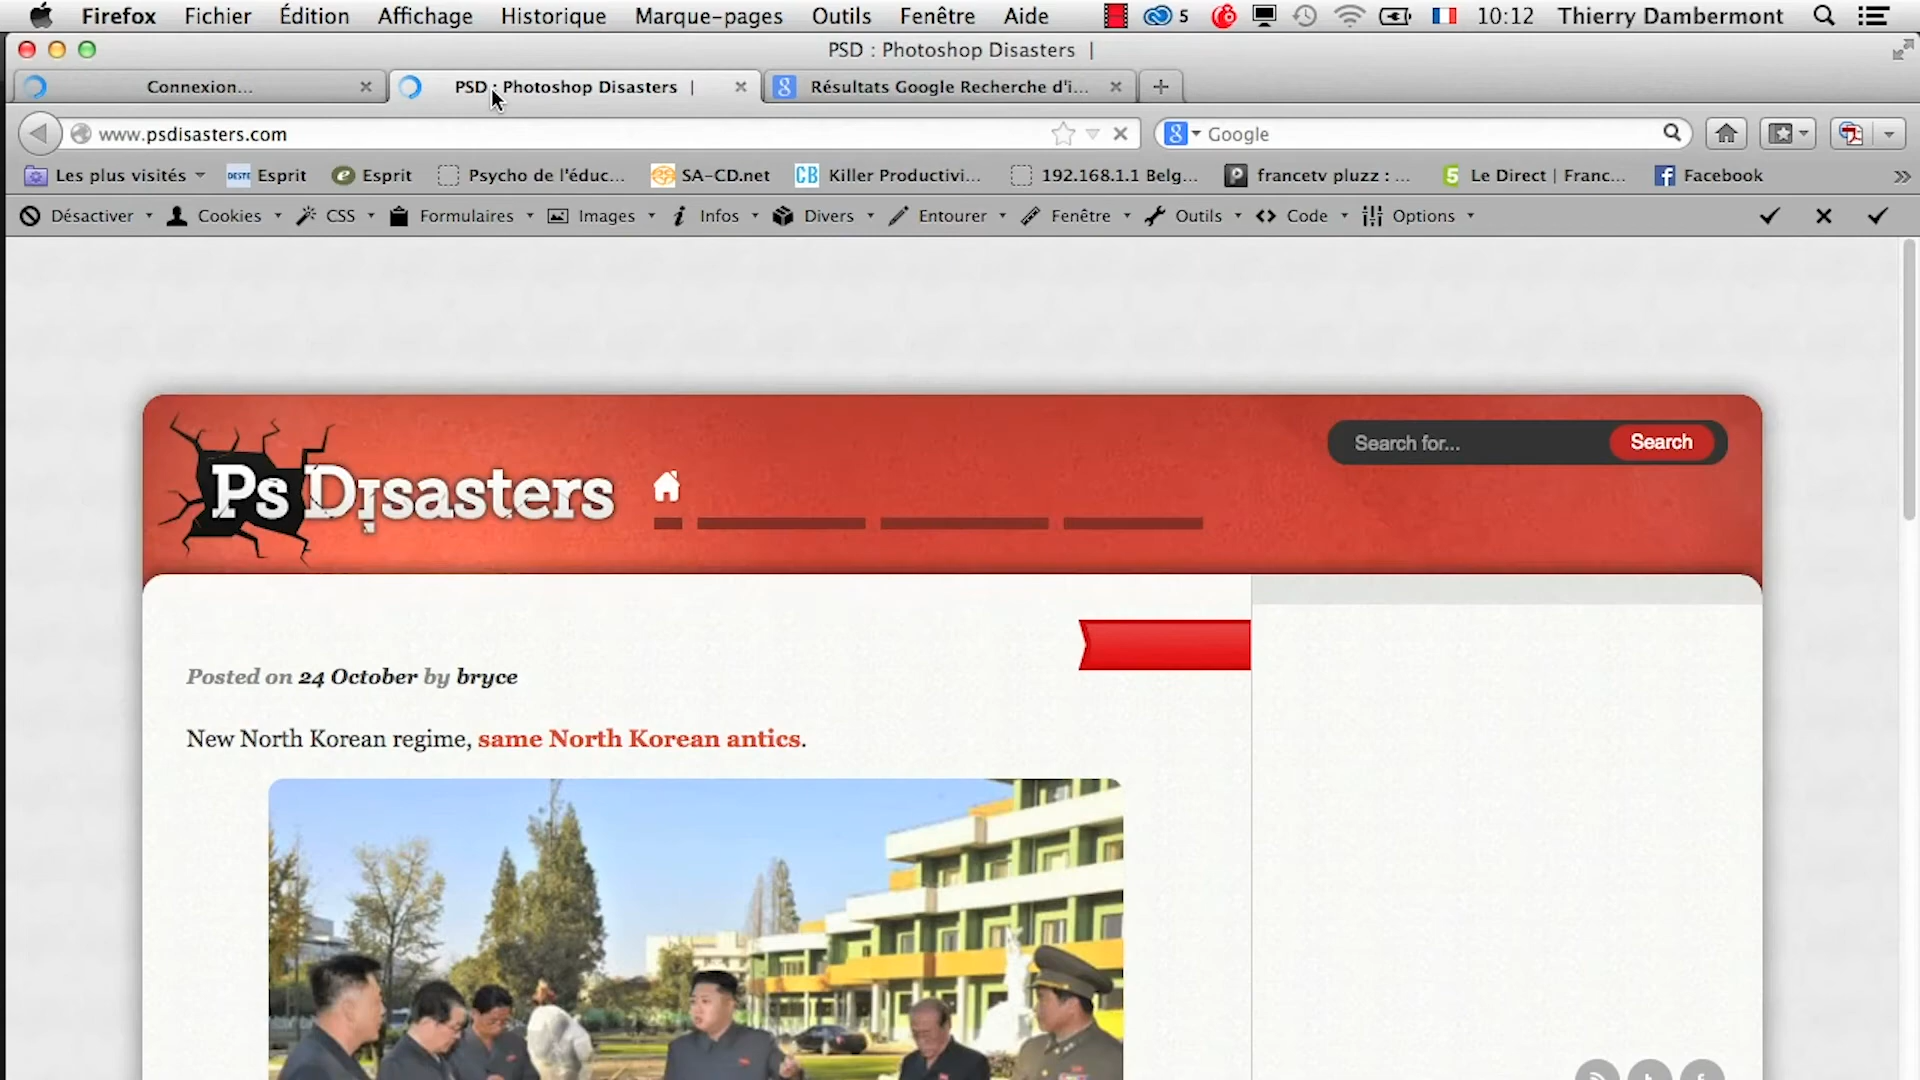 Firefox Fichier Édition Affichage Historique Marque-pages Outils Fenêtre Aide 5 10:12 Thierry Dambermont
PSD : Photoshop Disasters |
Connexion... PSD : Photoshop Disasters | Résultats Google Recherche d'i...
www.psdisasters.com Google
Les plus visités DESTE Esprit Esprit Psycho de l'éduc... SA-CD.net CB Killer Productivi... 192.168.1.1 Belg... francetv pluzz : ... Le Direct | Franc... Facebook
Désactiver Cookies CSS Formulaires Images Infos Divers Entourer Fenêtre Outils Code Options
Search for... Search
Ps Disasters
Posted on 24 October by bryce
New North Korean regime, same North Korean antics.